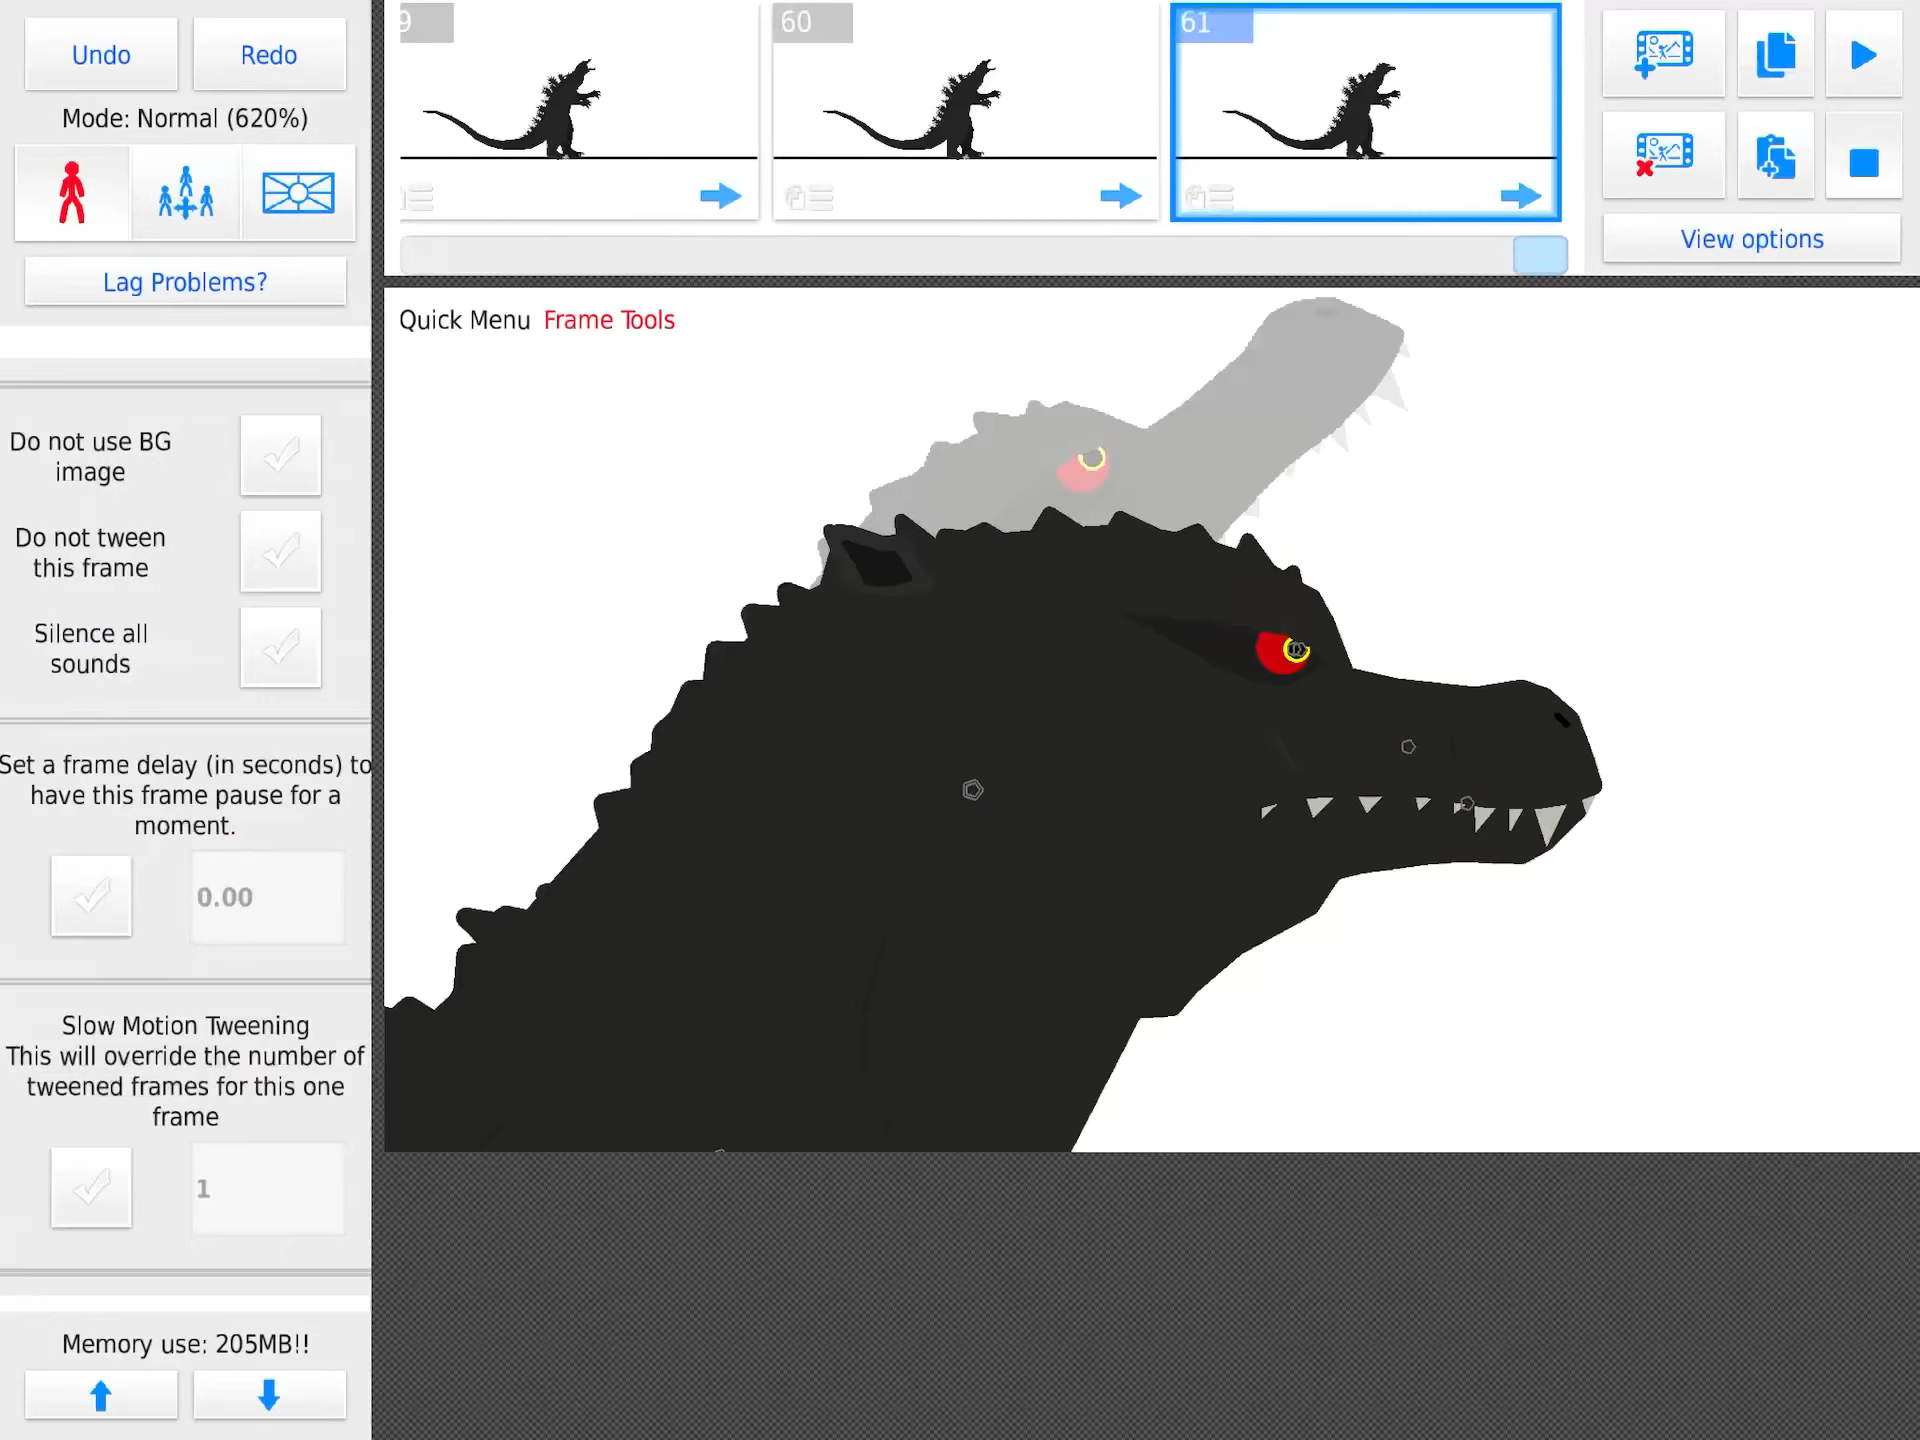 Undo
Redo
Mode: Normal (620%)
Lag Problems?
Do not use BG
image
Do not tween
this frame
Silence all
sounds
Set a frame delay (in seconds) to
have this frame pause for a
moment.
0.00
Slow Motion Tweening
This will override the number of
tweened frames for this one
frame
1
Memory use: 205MB!!
9
60
61
View options
Quick Menu
Frame Tools